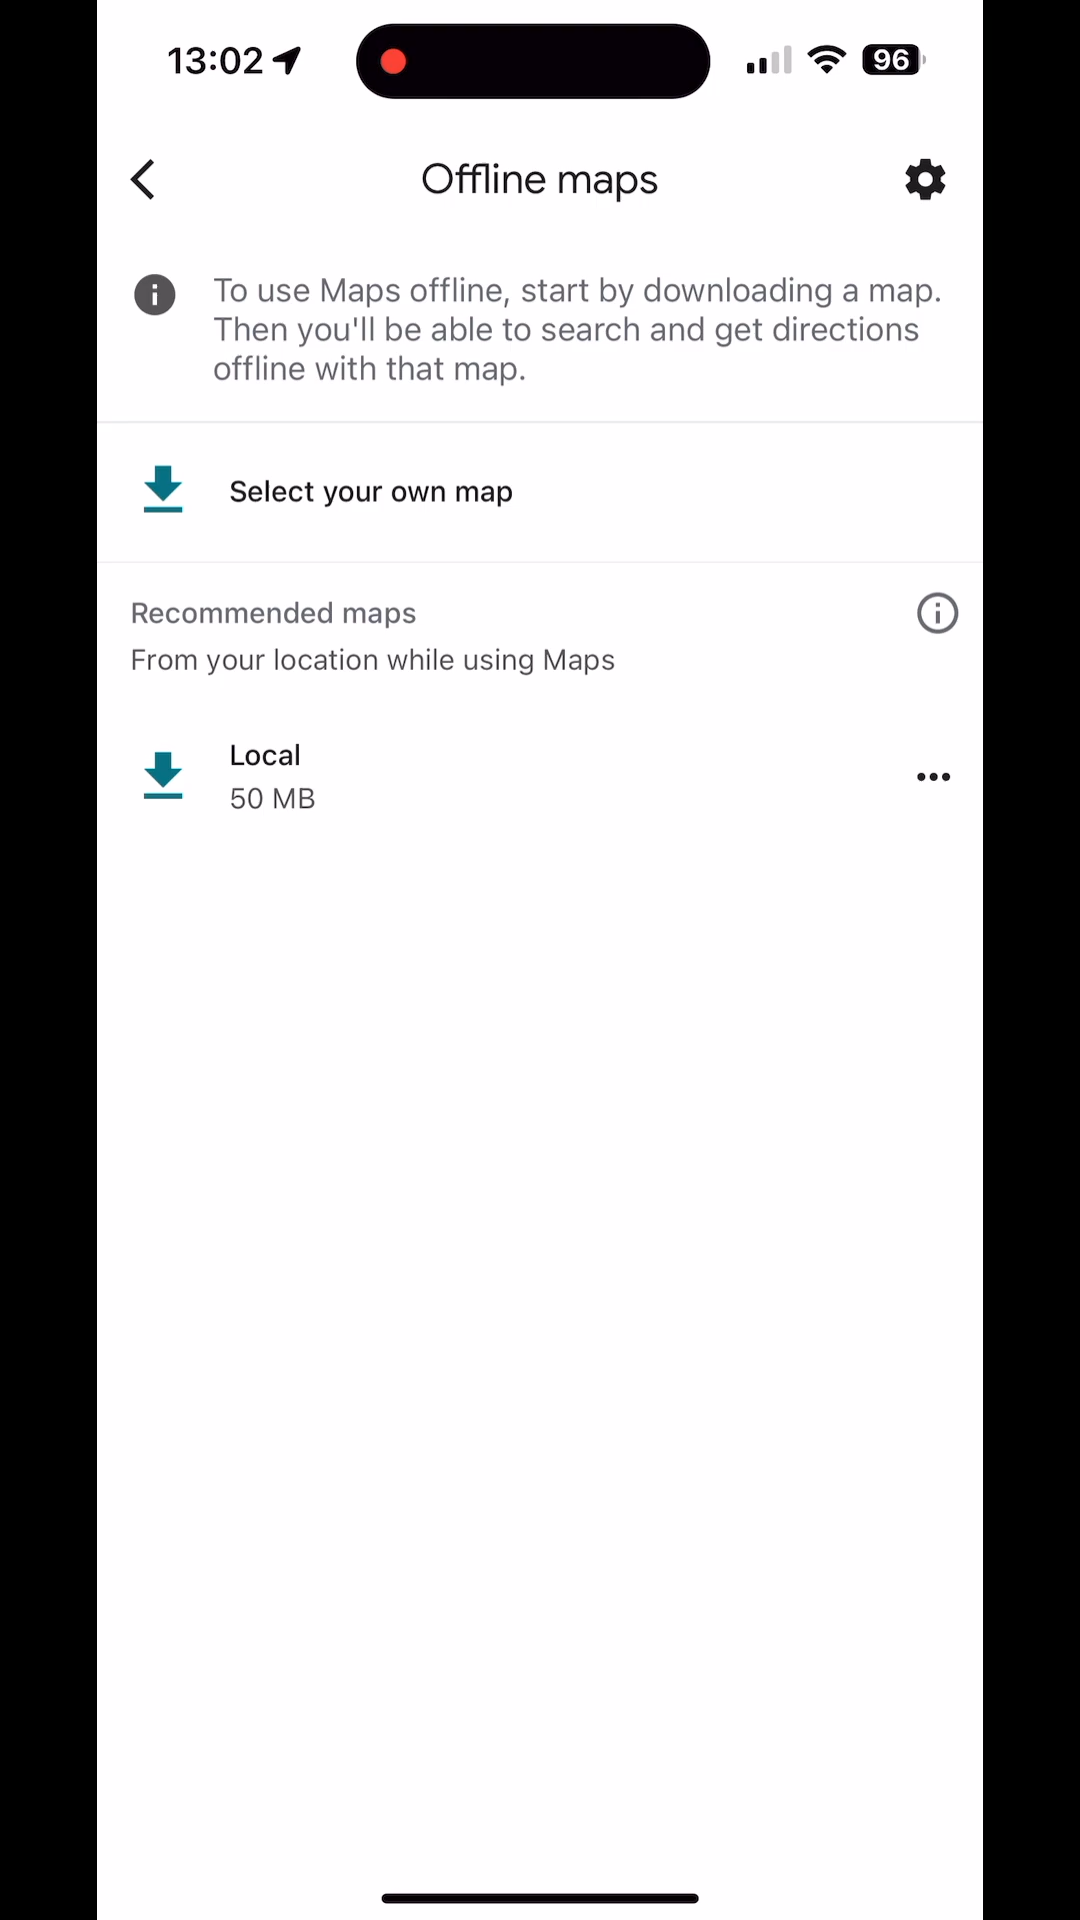 13:02
96
Offline maps
To use Maps offline, start by downloading a map.
Then you'll be able to search and get directions
offline with that map.
Select your own map
Recommended maps
From your location while using Maps
Local
50 MB